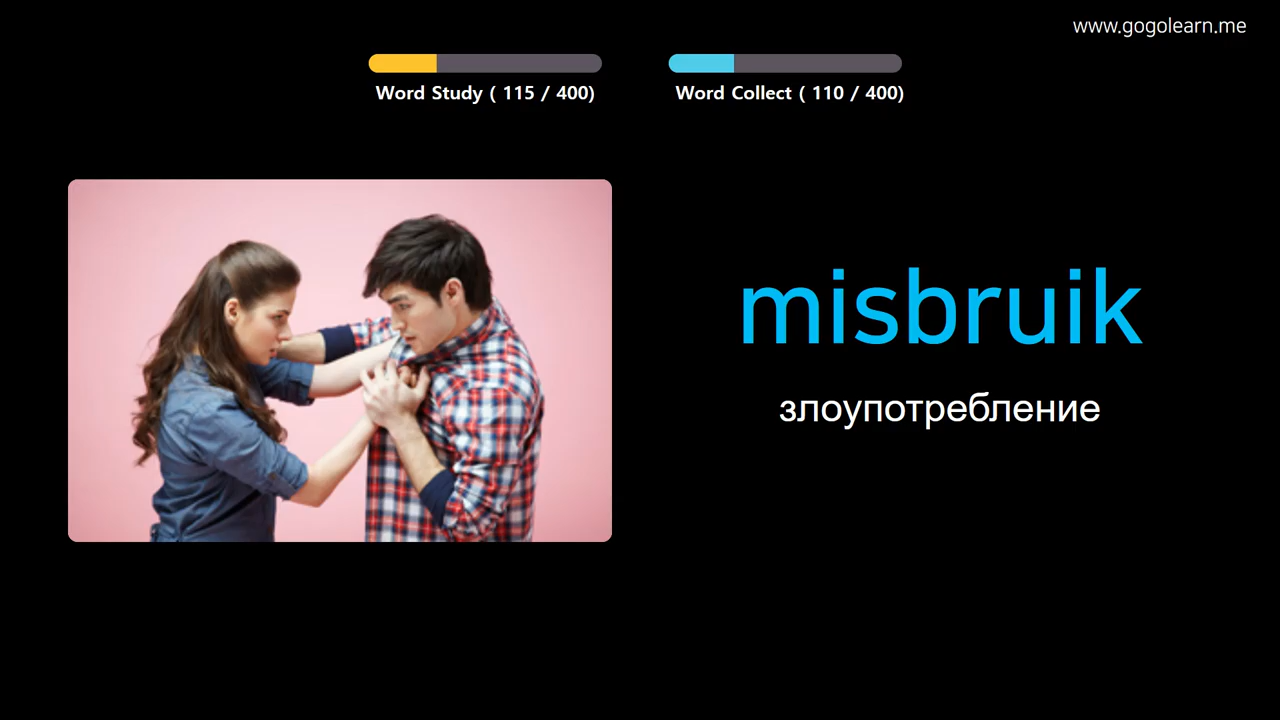 www.gogolearn.me
Word Study ( 115 / 400)
Word Collect ( 110 / 400)
misbruik
злоупотребление